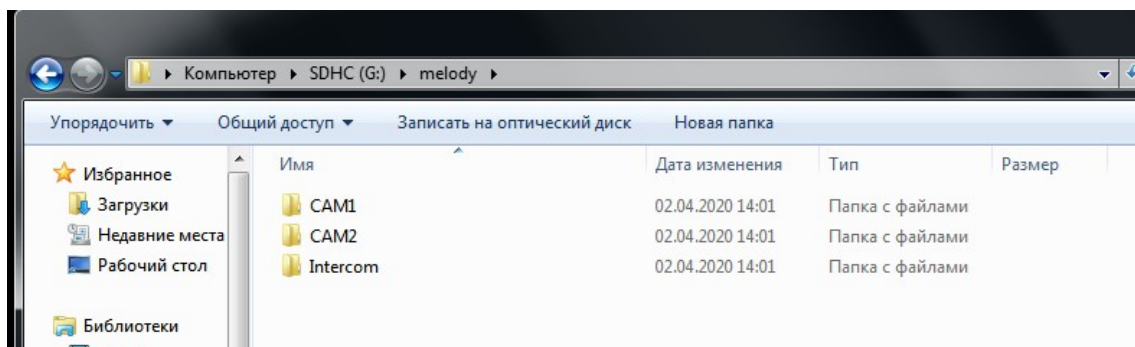 Компьютер ▸ SDHC (G:) ▸ melody ▸
Упорядочить ▾ Общий доступ ▾ Записать на оптический диск Новая папка
Избранное
Загрузки
Недавние места
Рабочий стол
Библиотеки
Имя Дата изменения Тип Размер
CAM1 02.04.2020 14:01 Папка с файлами
CAM2 02.04.2020 14:01 Папка с файлами
Intercom 02.04.2020 14:01 Папка с файлами